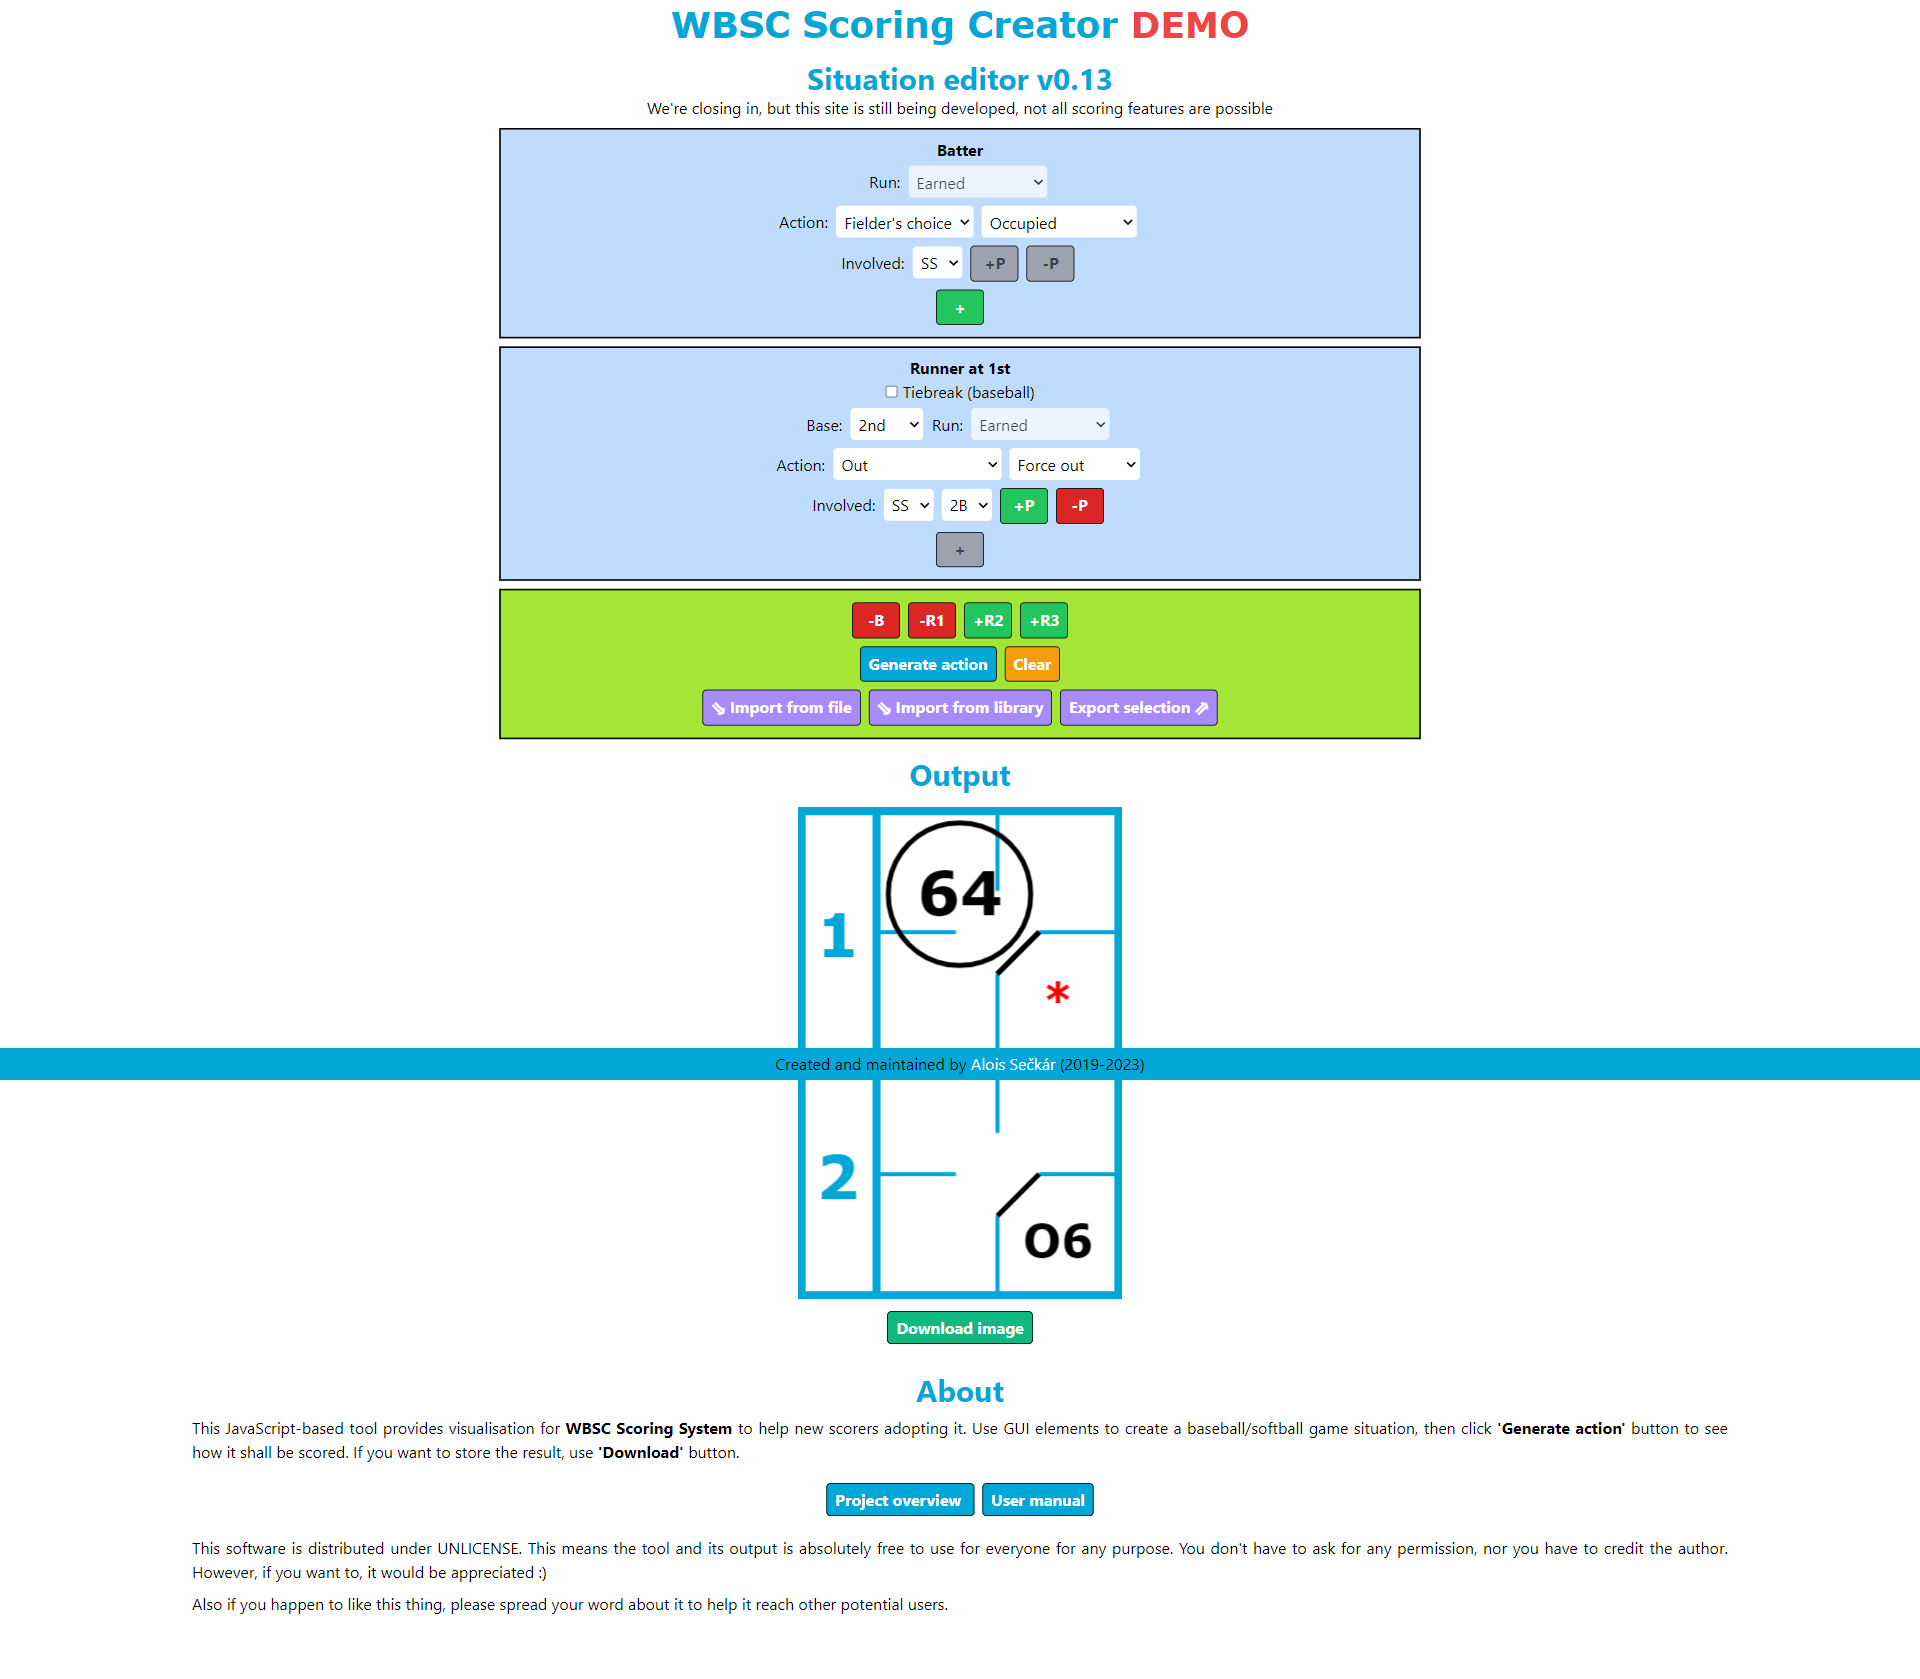 WBSC Scoring Creator DEMO
Situation editor v0.13
We're closing in, but this site is still being developed, not all scoring features are possible
Batter
Run: Earned
Action: Fielder's choice Occupied
Involved: SS +P -P
+
Runner at 1st
Tiebreak (baseball)
Base: 2nd Run: Earned
Action: Out Force out
Involved: SS 2B +P -P
+
-B -R1 +R2 +R3
Generate action Clear
⇘ Import from file ⇘ Import from library Export selection ⇗
Output
64
1
*
Created and maintained by Alois Sečkár (2019-2023)
2
O6
Download image
About
This JavaScript-based tool provides visualisation for WBSC Scoring System to help new scorers adopting it. Use GUI elements to create a baseball/softball game situation, then click 'Generate action' button to see
how it shall be scored. If you want to store the result, use 'Download' button.
Project overview User manual
This software is distributed under UNLICENSE. This means the tool and its output is absolutely free to use for everyone for any purpose. You don't have to ask for any permission, nor you have to credit the author.
However, if you want to, it would be appreciated :)
Also if you happen to like this thing, please spread your word about it to help it reach other potential users.